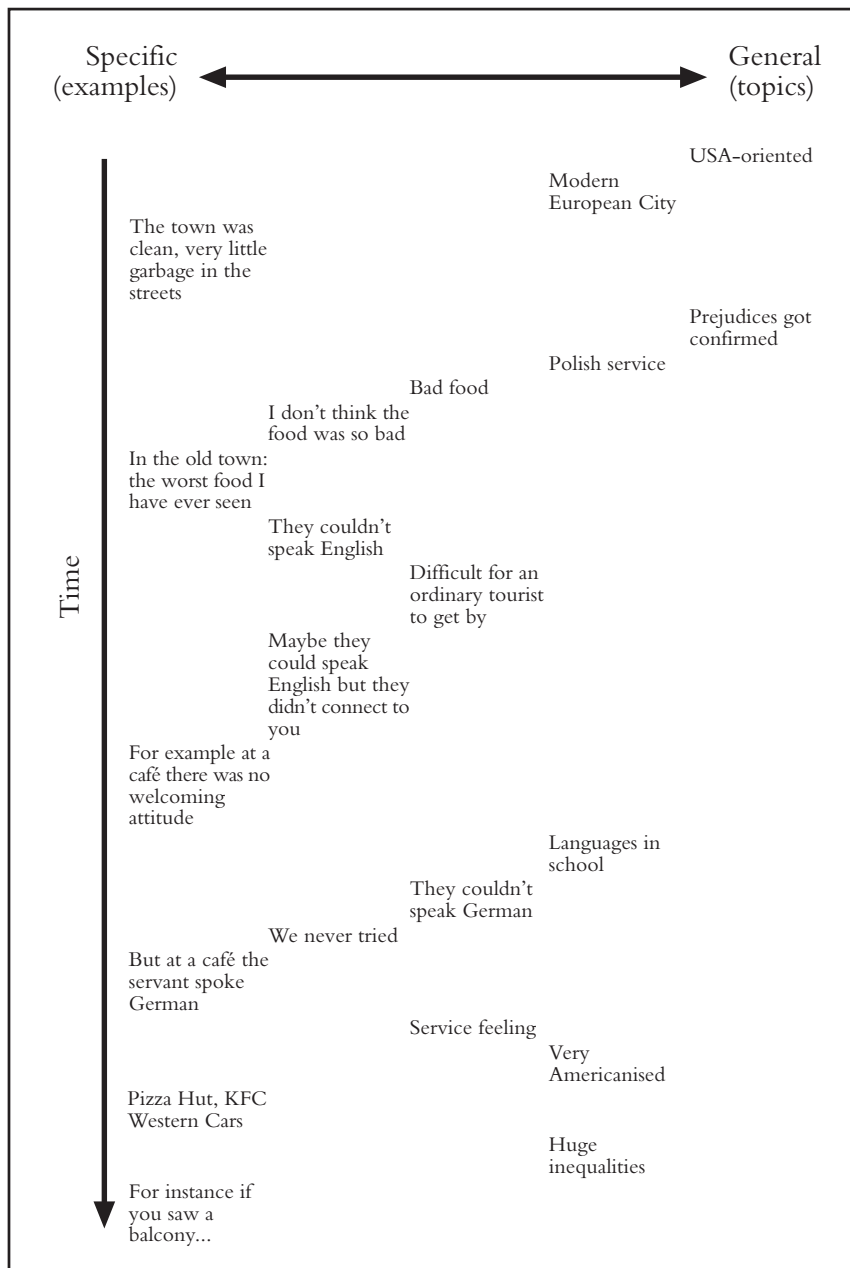 Specific
(examples)
General
(topics)
Time
USA-oriented
Modern
European City
The town was
clean, very little
garbage in the
streets
Prejudices got
confirmed
Polish service
Bad food
I don’t think the
food was so bad
In the old town:
the worst food I
have ever seen
They couldn’t
speak English
Difficult for an
ordinary tourist
to get by
Maybe they
could speak
English but they
didn’t connect to
you
For example at a
café there was no
welcoming
attitude
Languages in
school
They couldn’t
speak German
We never tried
But at a café the
servant spoke
German
Service feeling
Very
Americanised
Pizza Hut, KFC
Western Cars
Huge
inequalities
For instance if
you saw a
balcony...